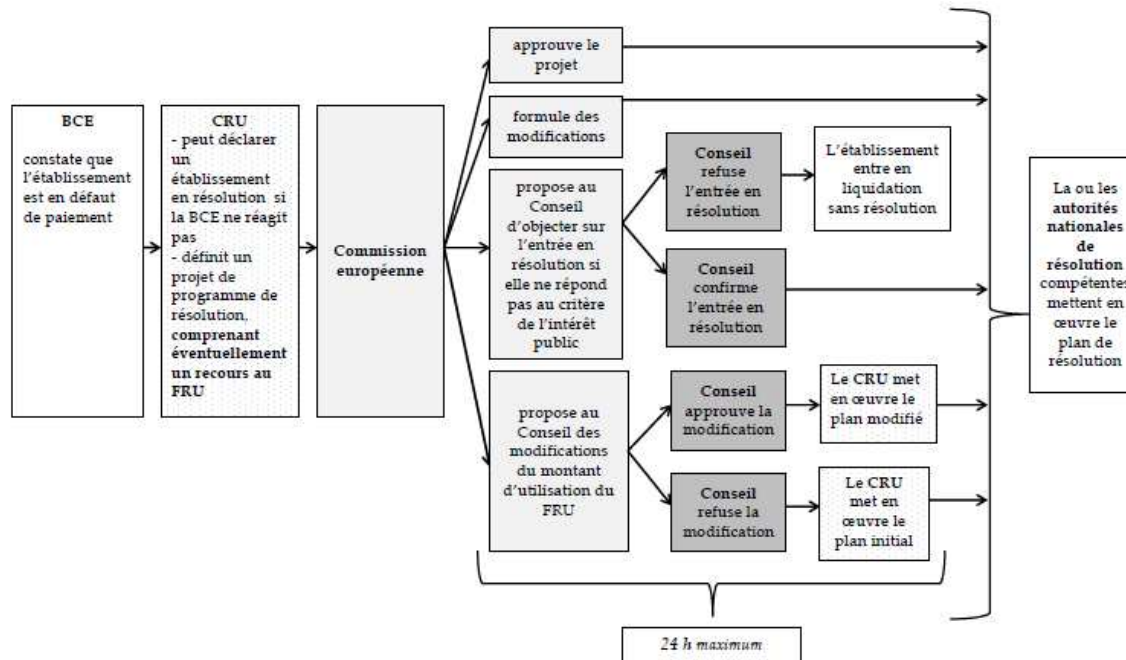 BCE
constate que
l'établissement
est en défaut
de paiement
CRU
- peut déclarer
un
établissement
en résolution si
la BCE ne réagit
pas
- définit un
projet de
programme de
résolution,
comprenant
éventuellement
un recours au
FRU
Commission
européenne
approuve le
projet
formule des
modifications
propose au
Conseil
d'objecter sur
l'entrée en
résolution si
elle ne répond
pas au critère
de l'intérêt
public
propose au
Conseil des
modifications
du montant
d'utilisation du
FRU
Conseil
refuse
l'entrée en
résolution
L'établissement
entre en
liquidation
sans résolution
Conseil
confirme
l'entrée en
résolution
Conseil
approuve la
modification
Le CRU met
en œuvre le
plan modifié
Conseil
refuse la
modification
Le CRU
met en
œuvre le
plan initial
La ou les
autorités
nationales
de
résolution
compétentes
mettent en
œuvre le
plan de
résolution
24 h maximum